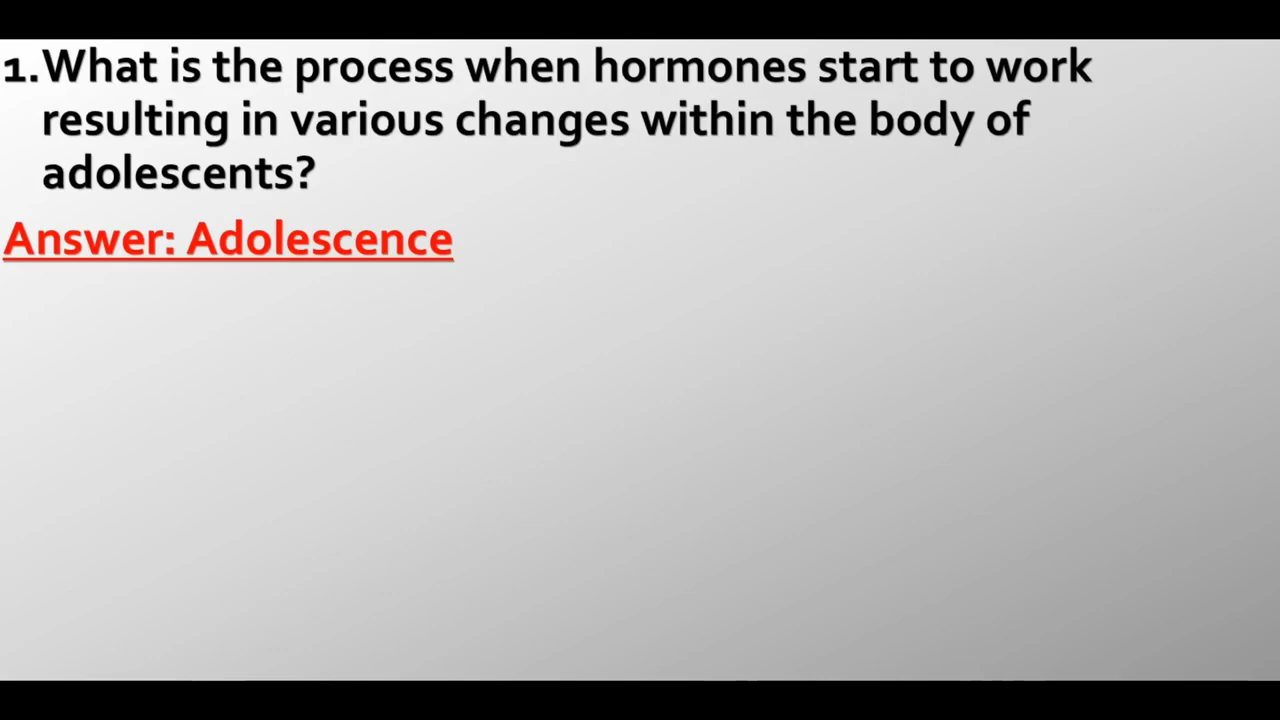 1.What is the process when hormones start to work
resulting in various changes within the body of
adolescents?
Answer: Adolescence